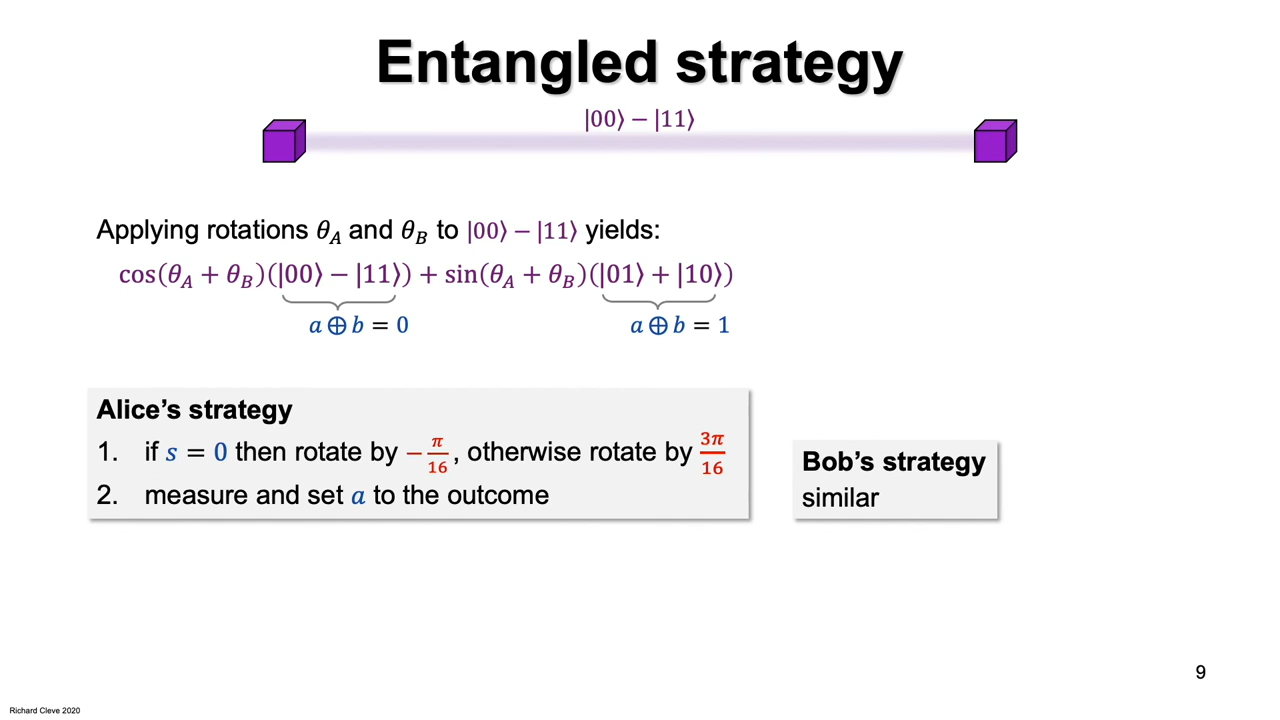 Entangled strategy
|00⟩ − |11⟩
Applying rotations θ_A and θ_B to |00⟩ − |11⟩ yields:
cos(θ_A + θ_B)(|00⟩ − |11⟩) + sin(θ_A + θ_B)(|01⟩ + |10⟩)
a ⊕ b = 0
a ⊕ b = 1
Alice’s strategy
1. if s = 0 then rotate by −π/16, otherwise rotate by 3π/16
2. measure and set a to the outcome
Bob’s strategy
similar
9
Richard Cleve 2020